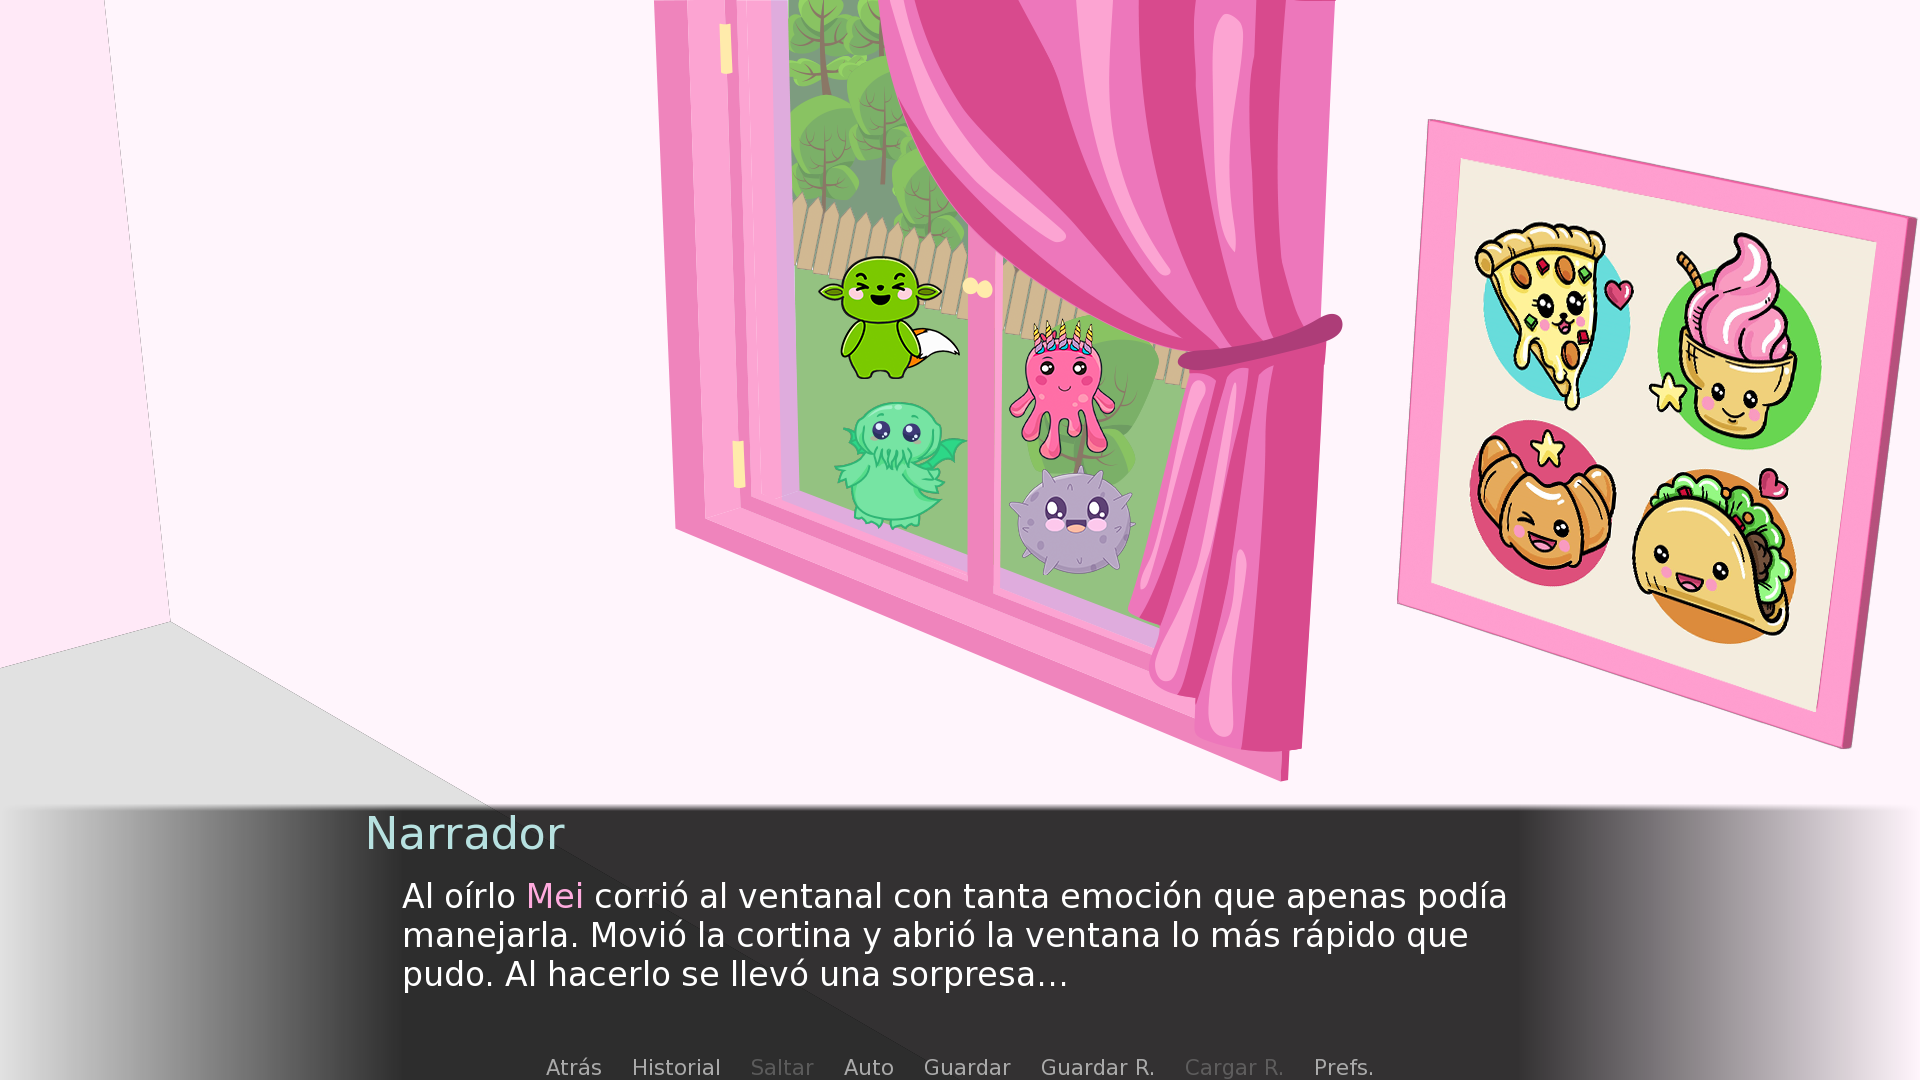 Narrador
Al oírlo Mei corrió al ventanal con tanta emoción que apenas podía
manejarla. Movió la cortina y abrió la ventana lo más rápido que
pudo. Al hacerlo se llevó una sorpresa...
Atrás Historial Saltar Auto Guardar Guardar R. Cargar R. Prefs.